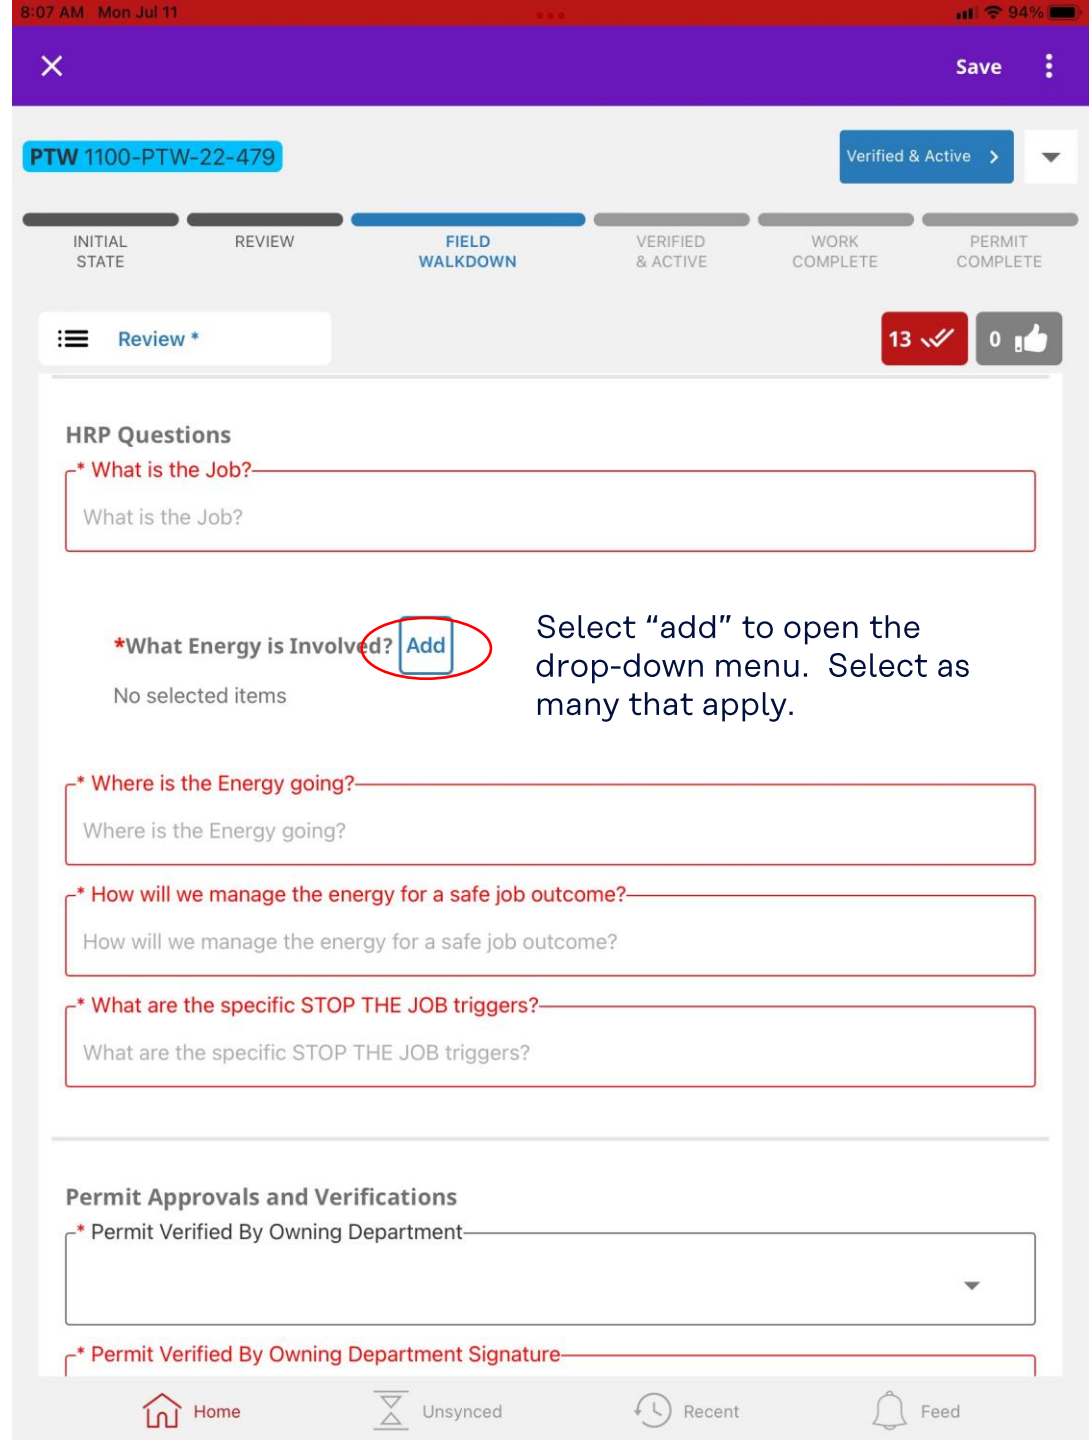 8:07 AM Mon Jul 11
94%
Save
PTW 1100-PTW-22-479
Verified & Active
INITIAL STATE
REVIEW
FIELD WALKDOWN
VERIFIED & ACTIVE
WORK COMPLETE
PERMIT COMPLETE
Review *
13
0
HRP Questions
* What is the Job?
What is the Job?
*What Energy is Involved? Add
No selected items
Select “add” to open the
drop-down menu. Select as
many that apply.
* Where is the Energy going?
Where is the Energy going?
* How will we manage the energy for a safe job outcome?
How will we manage the energy for a safe job outcome?
* What are the specific STOP THE JOB triggers?
What are the specific STOP THE JOB triggers?
Permit Approvals and Verifications
* Permit Verified By Owning Department
* Permit Verified By Owning Department Signature
Home
Unsynced
Recent
Feed